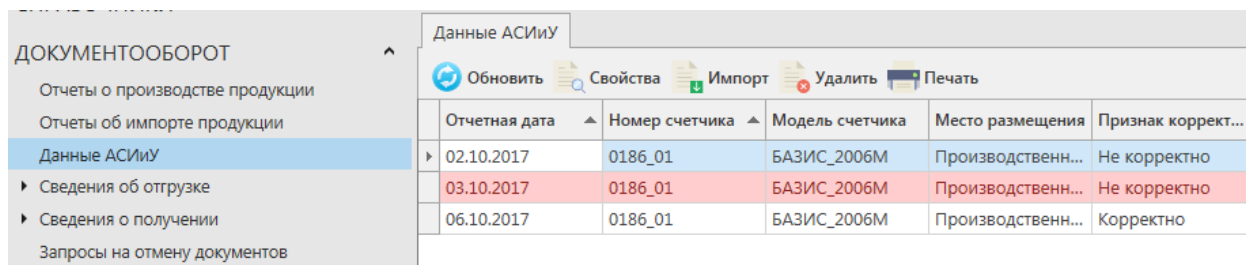 ДОКУМЕНТООБОРОТ
Отчеты о производстве продукции
Отчеты об импорте продукции
Данные АСИиУ
Сведения об отгрузке
Сведения о получении
Запросы на отмену документов
Данные АСИиУ
Обновить Свойства Импорт Удалить Печать
Отчетная дата Номер счетчика Модель счетчика Место размещения Признак коррект...
02.10.2017 0186_01 БАЗИС_2006М Производственн... Не корректно
03.10.2017 0186_01 БАЗИС_2006М Производственн... Не корректно
06.10.2017 0186_01 БАЗИС_2006М Производственн... Корректно